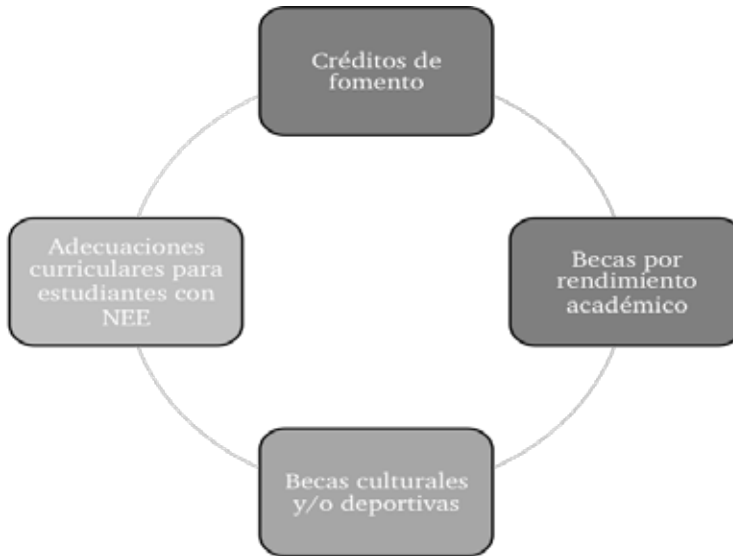 Créditos de
fomento
Adecuaciones
curriculares para
estudiantes con
NEE
Becas por
rendimiento
académico
Becas culturales
y/o deportivas